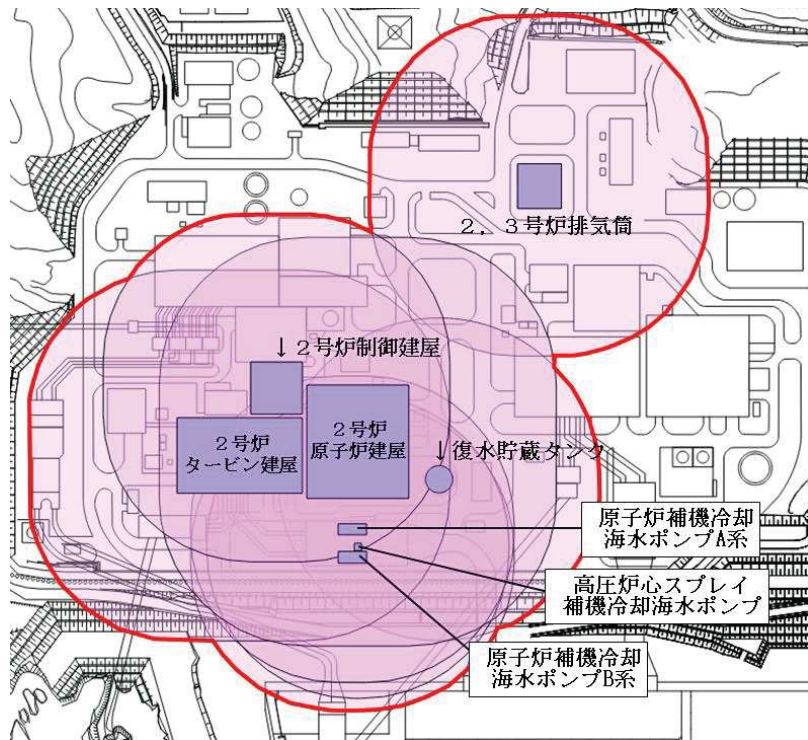 ２，３号炉排気筒
↓２号炉制御建屋
２号炉
タービン建屋
２号炉
原子炉建屋
↓復水貯蔵タンク
原子炉補機冷却
海水ポンプA系
高圧炉心スプレイ
補機冷却海水ポンプ
原子炉補機冷却
海水ポンプB系